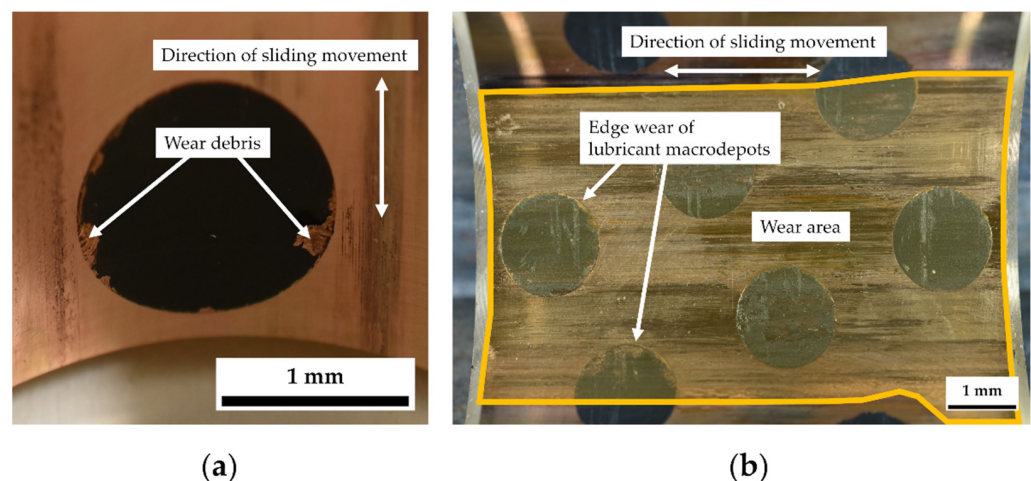 Direction of sliding movement
Wear debris
1 mm
(a)
Direction of sliding movement
Edge wear of
lubricant macrodepots
Wear area
1 mm
(b)